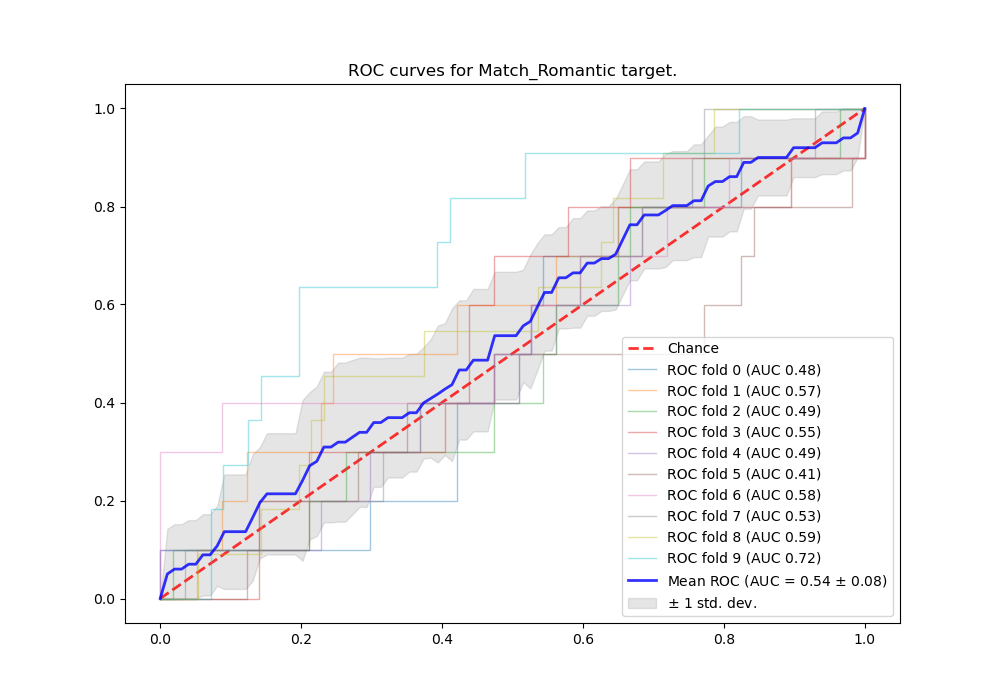 ROC curves for Match_Romantic target.
1.0
0.8
0.6
0.4
0.2
0.0
0.0 0.2 0.4 0.6 0.8 1.0
Chance
ROC fold 0 (AUC 0.48)
ROC fold 1 (AUC 0.57)
ROC fold 2 (AUC 0.49)
ROC fold 3 (AUC 0.55)
ROC fold 4 (AUC 0.49)
ROC fold 5 (AUC 0.41)
ROC fold 6 (AUC 0.58)
ROC fold 7 (AUC 0.53)
ROC fold 8 (AUC 0.59)
ROC fold 9 (AUC 0.72)
Mean ROC (AUC = 0.54 ± 0.08)
± 1 std. dev.